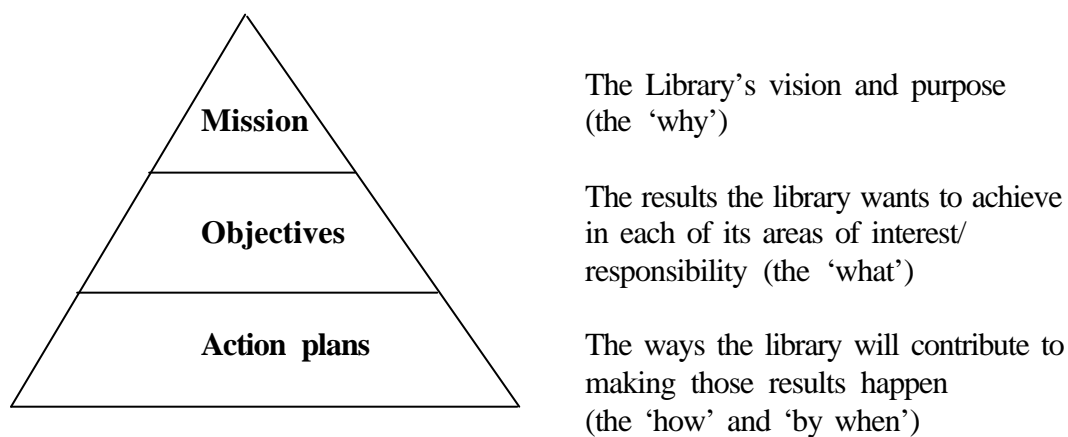 Mission
The Library’s vision and purpose
(the ‘why’)
Objectives
The results the library wants to achieve
in each of its areas of interest/
responsibility (the ‘what’)
Action plans
The ways the library will contribute to
making those results happen
(the ‘how’ and ‘by when’)